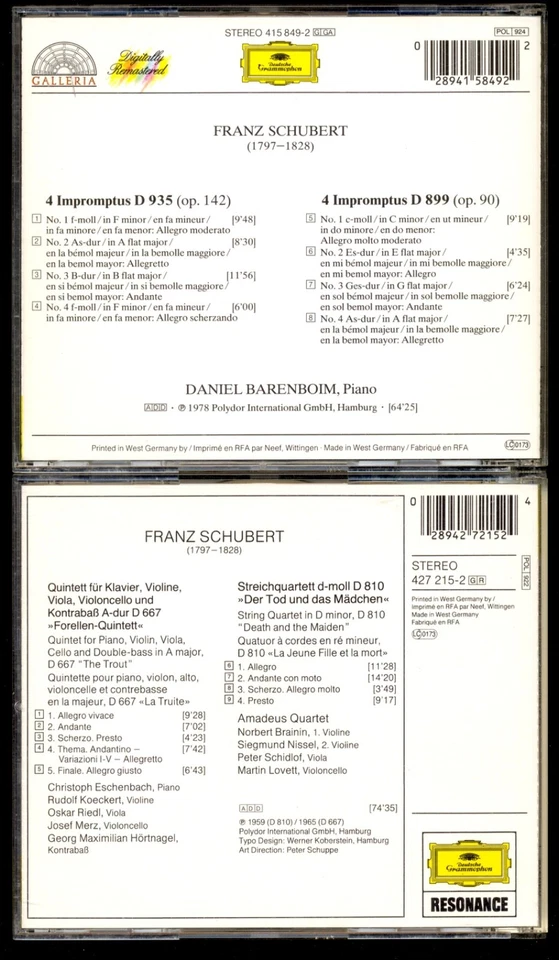 STEREO 415 849-2 GGA
POL 924
GALLERIA
Digitally
Remastered
Deutsche
Grammophon
0
28941 58492
2
FRANZ SCHUBERT
(1797–1828)
4 Impromptus D 935 (op. 142)
1 No. 1 f-moll/in F minor/en fa mineur/ [9'48]
in fa minore/en fa menor: Allegro moderato
2 No. 2 As-dur/in A flat major/ [8'30]
en la bémol majeur/in la bemolle maggiore/
en la bemol mayor: Allegretto
3 No. 3 B-dur/in B flat major/ [11'56]
en si bémol majeur/in si bemolle maggiore/
en si bemol mayor: Andante
4 No. 4 f-moll/in F minor/en fa mineur/ [6'00]
in fa minore/en fa menor: Allegro scherzando
4 Impromptus D 899 (op. 90)
5 No. 1 c-moll/in C minor/en ut mineur/ [9'19]
in do minore/en do menor:
Allegro molto moderato
6 No. 2 Es-dur/in E flat major/ [4'35]
en mi bémol majeur/in mi bemolle maggiore/
en mi bemol mayor: Allegro
7 No. 3 Ges-dur/in G flat major/ [6'24]
en sol bémol majeur/in sol bemolle maggiore/
en sol bemol mayor: Andante
8 No. 4 As-dur/in A flat major/ [7'27]
en la bémol majeur/in la bemolle maggiore/
en la bemol mayor: Allegretto
DANIEL BARENBOIM, Piano
ADD · ℗ 1978 Polydor International GmbH, Hamburg · [64'25]
Printed in West Germany by/Imprimé en RFA par Neef, Wittingen · Made in West Germany/Fabriqué en RFA
LC 0173
FRANZ SCHUBERT
(1797–1828)
Quintett für Klavier, Violine,
Viola, Violoncello und
Kontrabaß A-dur D 667
»Forellen-Quintett«
Quintet for Piano, Violin, Viola,
Cello and Double-bass in A major,
D 667 “The Trout”
Quintette pour piano, violon, alto,
violoncelle et contrebasse
en la majeur, D 667 «La Truite»
1 1. Allegro vivace [9'28]
2 2. Andante [7'02]
3 3. Scherzo. Presto [4'23]
4 4. Thema. Andantino – [7'42]
Variazioni I-V – Allegretto
5 5. Finale. Allegro giusto [6'43]
Christoph Eschenbach, Piano
Rudolf Koeckert, Violine
Oskar Riedl, Viola
Josef Merz, Violoncello
Georg Maximilian Hörtnagel,
Kontrabaß
Streichquartett d-moll D 810
»Der Tod und das Mädchen«
String Quartet in D minor, D 810
“Death and the Maiden”
Quatuor à cordes en ré mineur,
D 810 «La Jeune Fille et la mort»
6 1. Allegro [11'28]
7 2. Andante con moto [14'20]
8 3. Scherzo. Allegro molto [3'49]
9 4. Presto [9'17]
Amadeus Quartet
Norbert Brainin, 1. Violine
Siegmund Nissel, 2. Violine
Peter Schidlof, Viola
Martin Lovett, Violoncello
ADD [74'35]
℗ 1959 (D 810) / 1965 (D 667)
Polydor International GmbH, Hamburg
Typo Design: Werner Koberstein, Hamburg
Art Direction: Peter Schuppe
0
28942 72152
4
STEREO
427 215-2 GR
POL 922
Printed in West Germany by/
Imprimé en RFA par Neef, Wittingen
Made in West Germany/
Fabriqué en RFA
LC 0173
Deutsche
Grammophon
RESONANCE